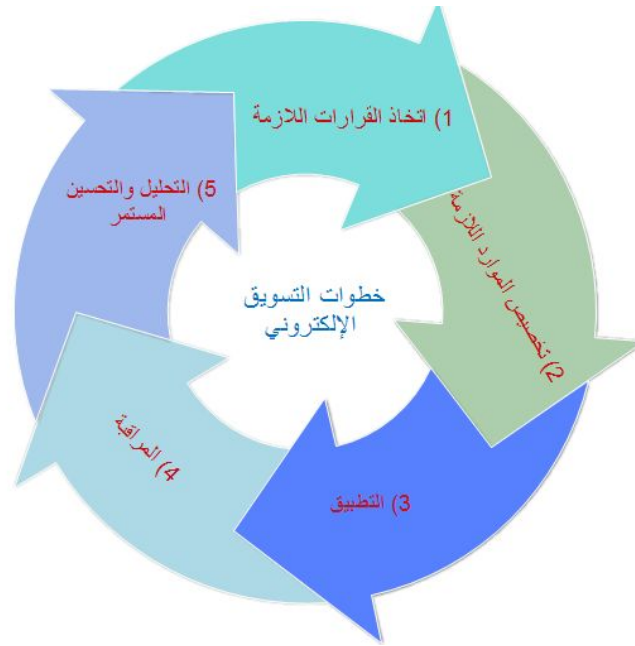 1) اتخاذ القرارات اللازمة
2) تخصيص الموارد اللازمة
3) التطبيق
4) المراقبة
5) التحليل والتحسين
المستمر
خطوات التسويق
الإلكتروني